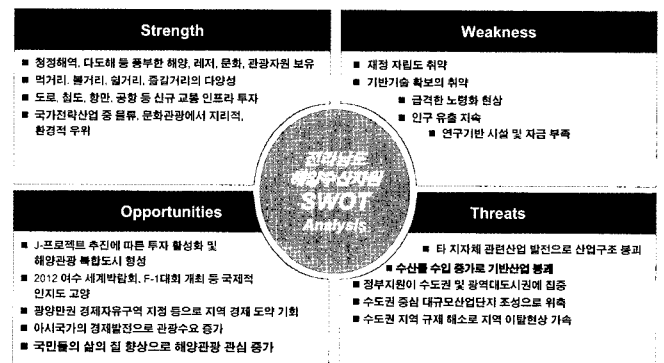 Strength
■ 청정해역, 다도해 등 풍부한 해양, 레저, 문화, 관광자원 보유
■ 먹거리, 볼거리, 쉴거리, 즐길거리의 다양성
■ 도로, 철도, 항만, 공항 등 신규 교통 인프라 투자
■ 국가전략산업 중 물류, 문화관광에서 지리적,
환경적 우위
Weakness
■ 재정 자립도 취약
■ 기반기술 확보의 취약
■ 급격한 노령화 현상
■ 인구 유출 지속
■ 연구기반 시설 및 자금 부족
전라남도
해양수산자원
SWOT
Analysis
Opportunities
■ J-프로젝트 추진에 따른 투자 활성화 및
해양관광 복합도시 형성
■ 2012 여수 세계박람회, F-1대회 개최 등 국제적
인지도 고양
■ 광양만권 경제자유구역 지정 등으로 지역 경제 도약 기회
■ 아시국가의 경제발전으로 관광수요 증가
■ 국민들의 삶의 질 향상으로 해양관광 관심 증가
Threats
■ 타 지자체 관련산업 발전으로 산업구조 붕괴
■ 수산물 수입 증가로 기반산업 붕괴
■ 정부지원이 수도권 및 광역대도시권에 집중
■ 수도권 중심 대규모산업단지 조성으로 위축
■ 수도권 지역 규제 해소로 지역 이탈현상 가속